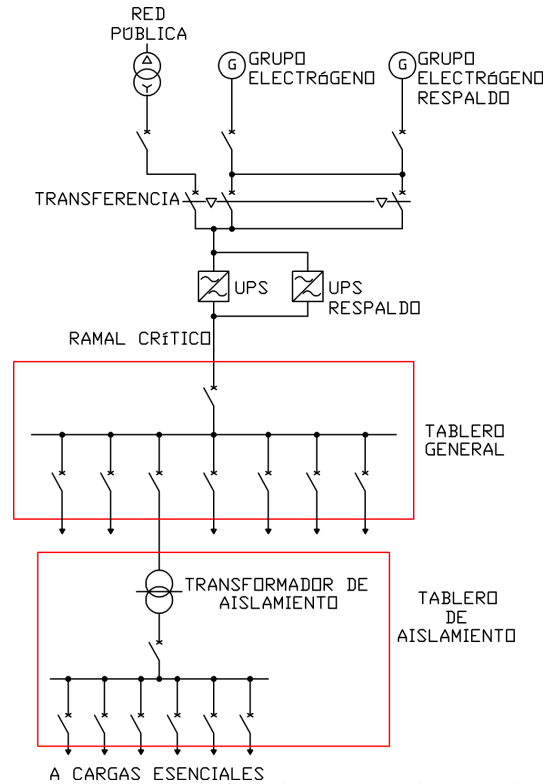 RED
PÚBLICA
G
GRUPO
ELECTRÓGENO
G
GRUPO
ELECTRÓGENO
RESPALDO
TRANSFERENCIA
UPS
UPS
RESPALDO
RAMAL CRÍTICO
TABLERO
GENERAL
TRANSFORMADOR DE
AISLAMIENTO
TABLERO
DE
AISLAMIENTO
A CARGAS ESENCIALES